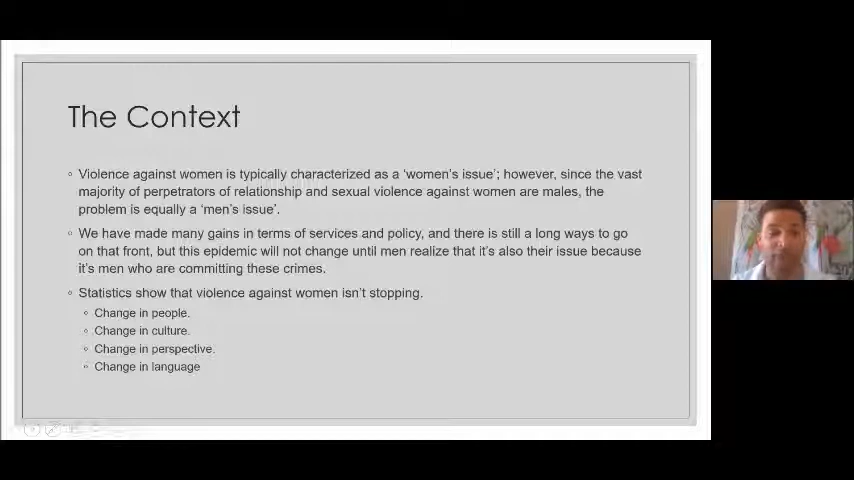 The Context
Violence against women is typically characterized as a ‘women’s issue’; however, since the vast
majority of perpetrators of relationship and sexual violence against women are males, the
problem is equally a ‘men’s issue’.
We have made many gains in terms of services and policy, and there is still a long ways to go
on that front, but this epidemic will not change until men realize that it’s also their issue because
it’s men who are committing these crimes.
Statistics show that violence against women isn’t stopping.
Change in people.
Change in culture.
Change in perspective.
Change in language